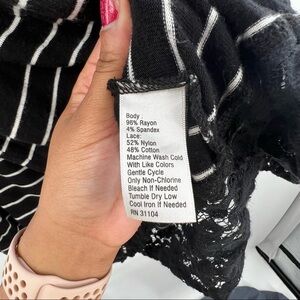 Body
96% Rayon
4% Spandex
Lace:
52% Nylon
48% Cotton
Machine Wash Cold
With Like Colors
Gentle Cycle
Only Non-Chlorine
Bleach If Needed
Tumble Dry Low
Cool Iron If Needed
RN 31104